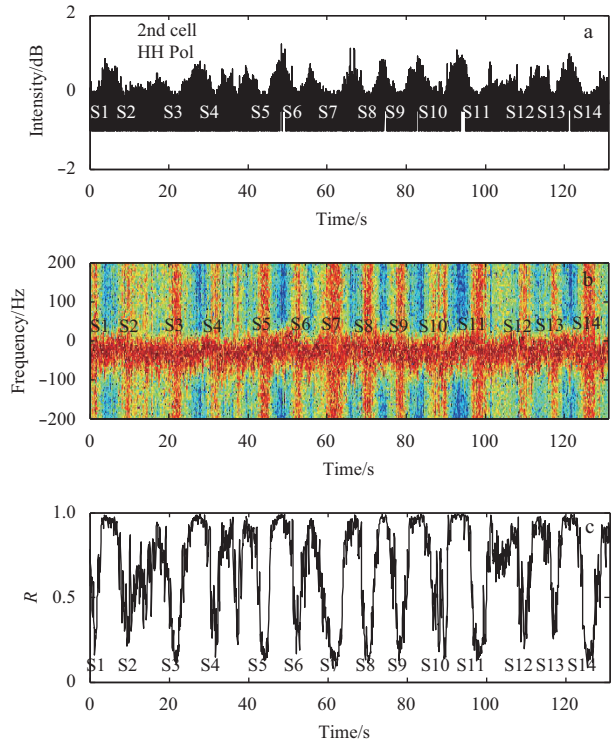 2
2nd cell
HH Pol
a
Intensity/dB
0
S1 S2 S3 S4 S5 S6 S7 S8 S9 S10 S11 S12 S13 S14
−2
0 20 40 60 80 100 120
Time/s
200
b
100
Frequency/Hz
S1 S2 S3 S4 S5 S6 S7 S8 S9 S10 S11 S12 S13 S14
0
−100
−200
0 20 40 60 80 100 120
Time/s
1.0
c
R
0.5
S1 S2 S3 S4 S5 S6 S7 S8 S9 S10 S11 S12 S13 S14
0
0 20 40 60 80 100 120
Time/s